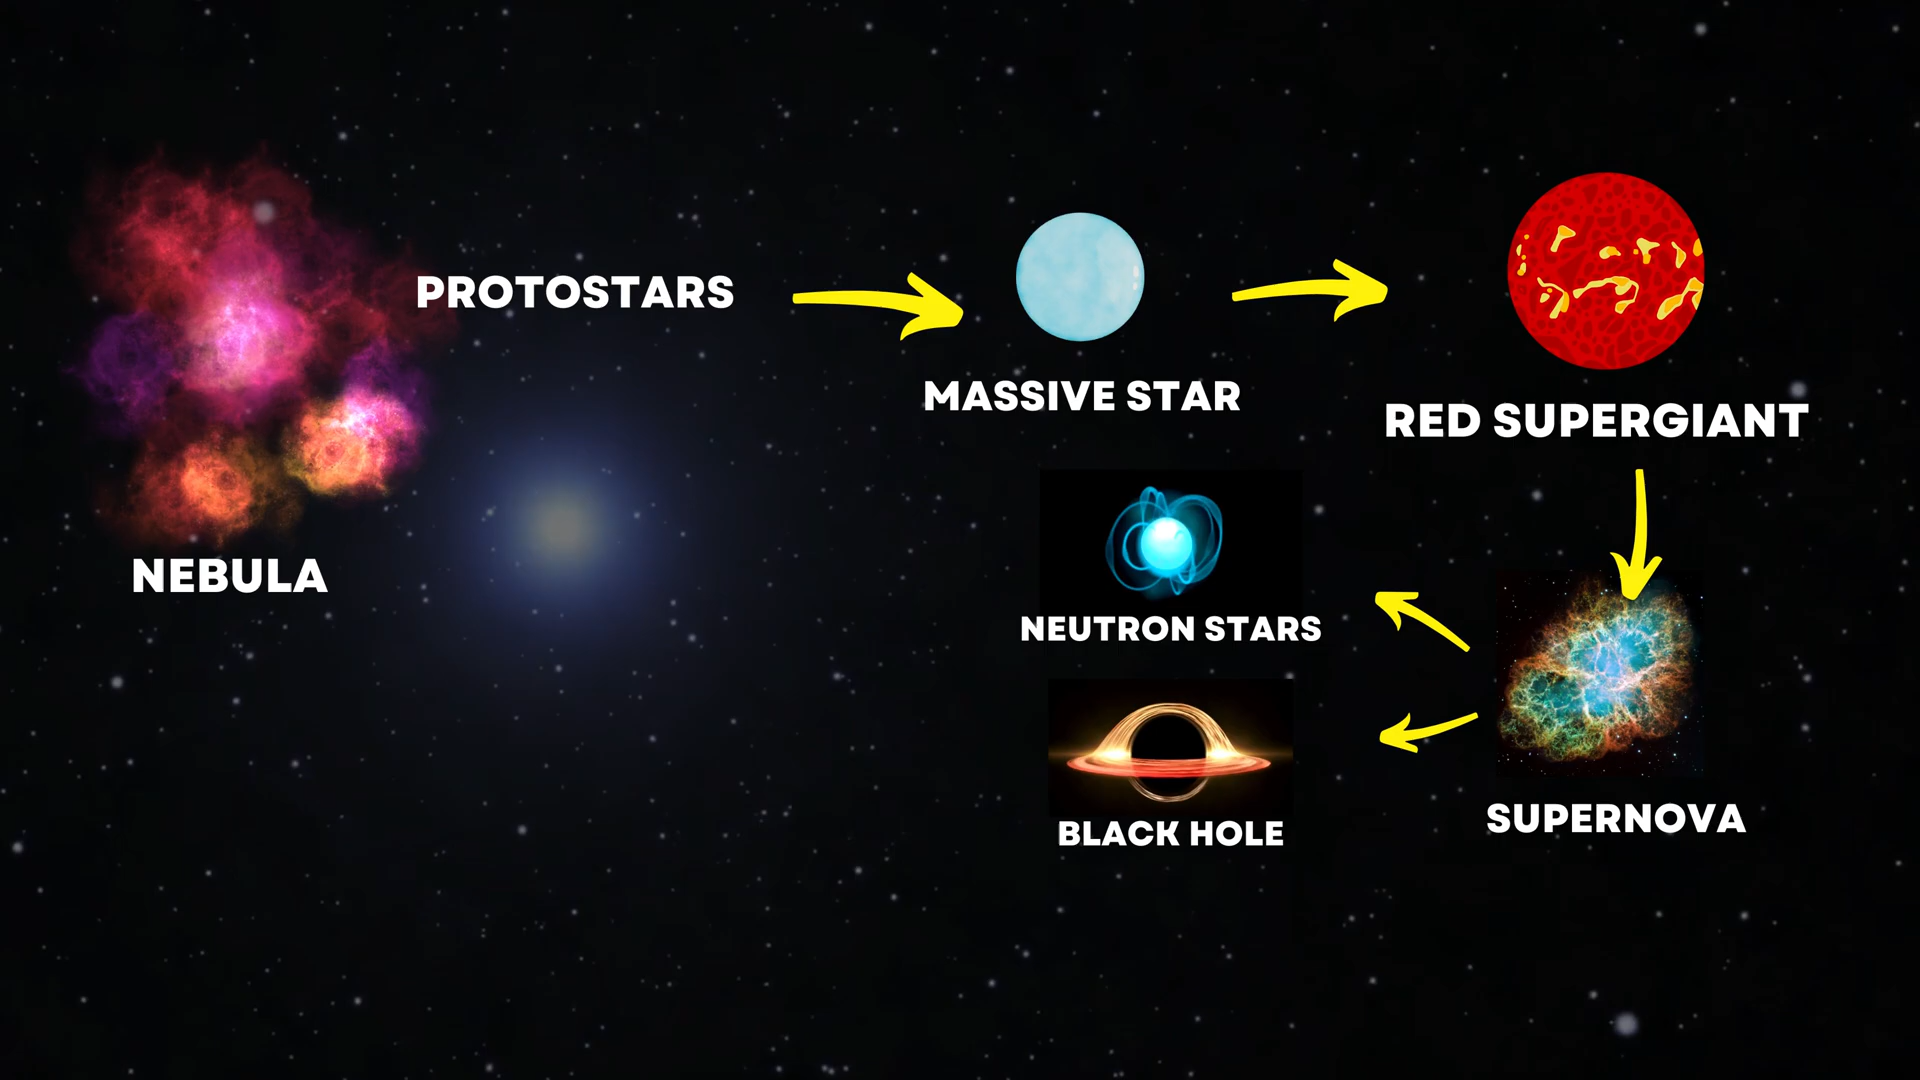 PROTOSTARS
MASSIVE STAR
RED SUPERGIANT
NEBULA
NEUTRON STARS
BLACK HOLE
SUPERNOVA